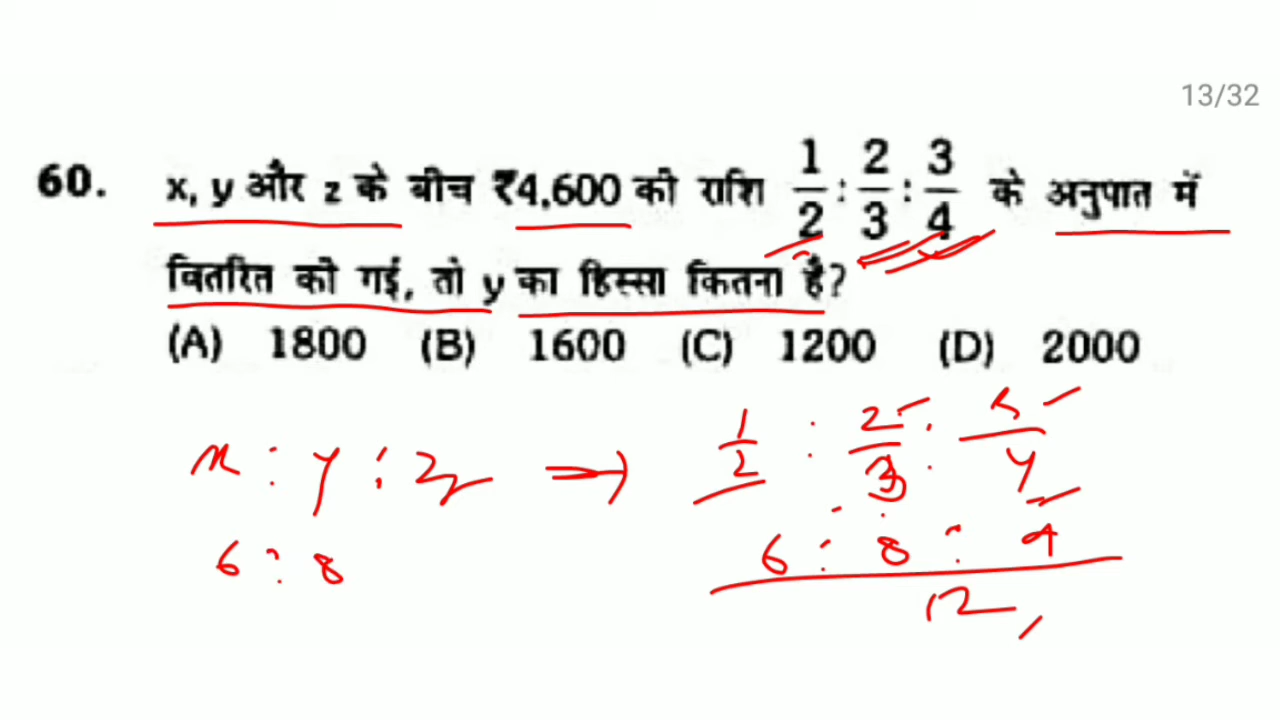 13/32
60. x, y और z के बीच ₹4,600 की राशि 1/2 : 2/3 : 3/4 के अनुपात में
वितरित की गई, तो y का हिस्सा कितना है?
(A) 1800 (B) 1600 (C) 1200 (D) 2000
x : y : z ⇒ 1/2 : 2/3 : 3/4
6 : 8 6 : 8 : 9
12